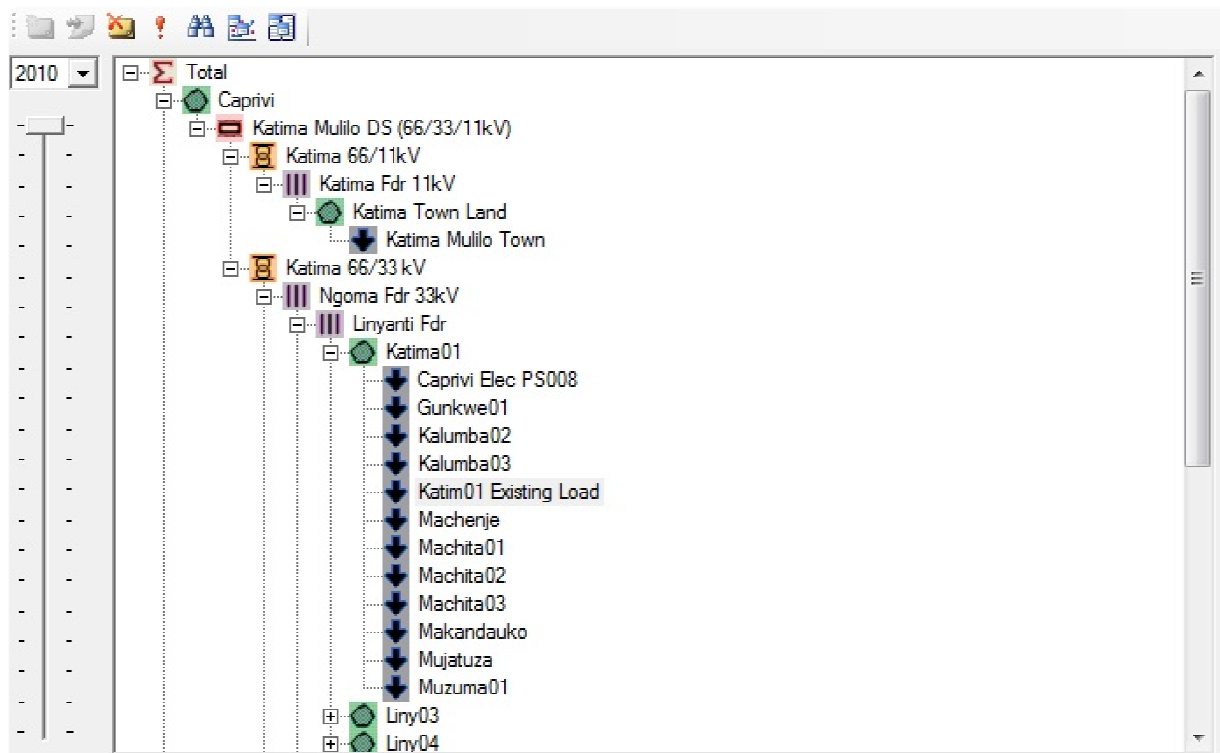 2010
Total
Caprivi
Katima Mulilo DS (66/33/11kV)
Katima 66/11kV
Katima Fdr 11kV
Katima Town Land
Katima Mulilo Town
Katima 66/33 kV
Ngoma Fdr 33kV
Linyanti Fdr
Katima01
Caprivi Elec PS008
Gunkwe01
Kalumba02
Kalumba03
Katim01 Existing Load
Machenje
Machita01
Machita02
Machita03
Makandauko
Mujatuza
Muzuma01
Liny03
Liny04